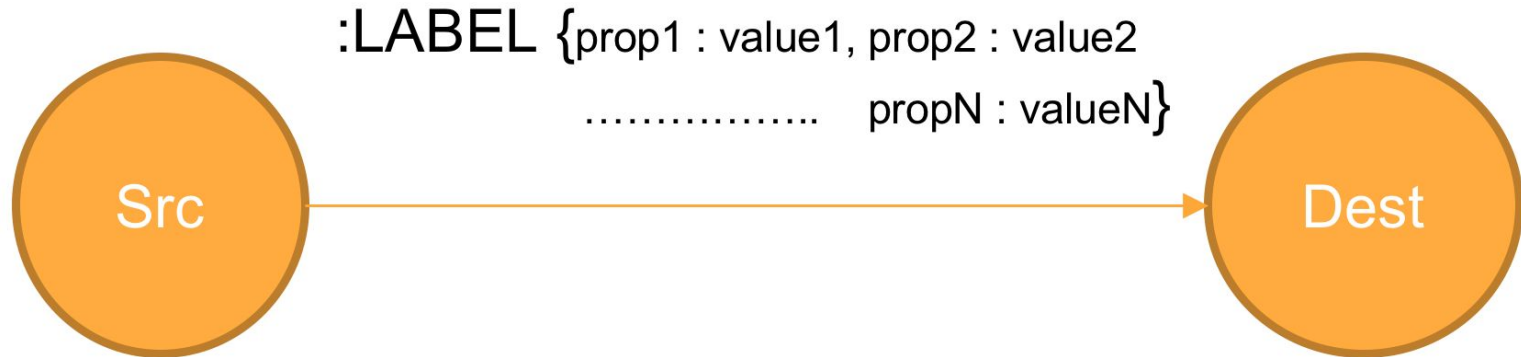 :LABEL {prop1 : value1, prop2 : value2
................. propN : valueN}
Src
Dest